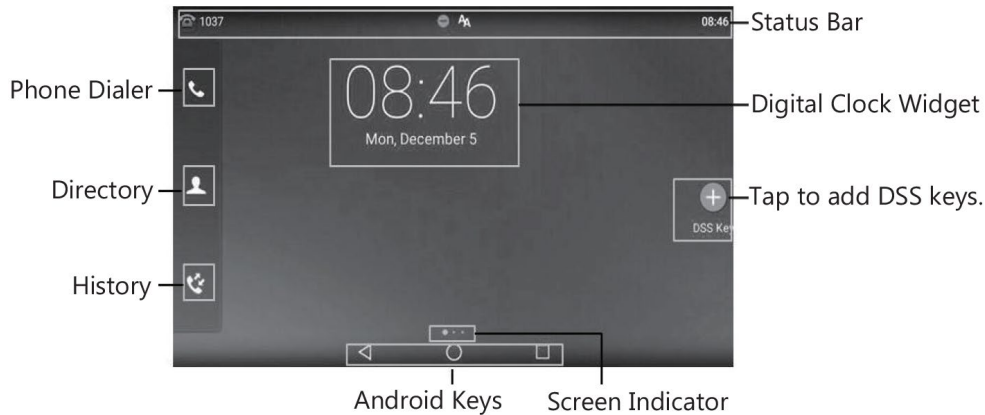 1037
08:46
Status Bar
Phone Dialer
08:46
Mon, December 5
Digital Clock Widget
Directory
Tap to add DSS keys.
DSS Key
History
Android Keys
Screen Indicator